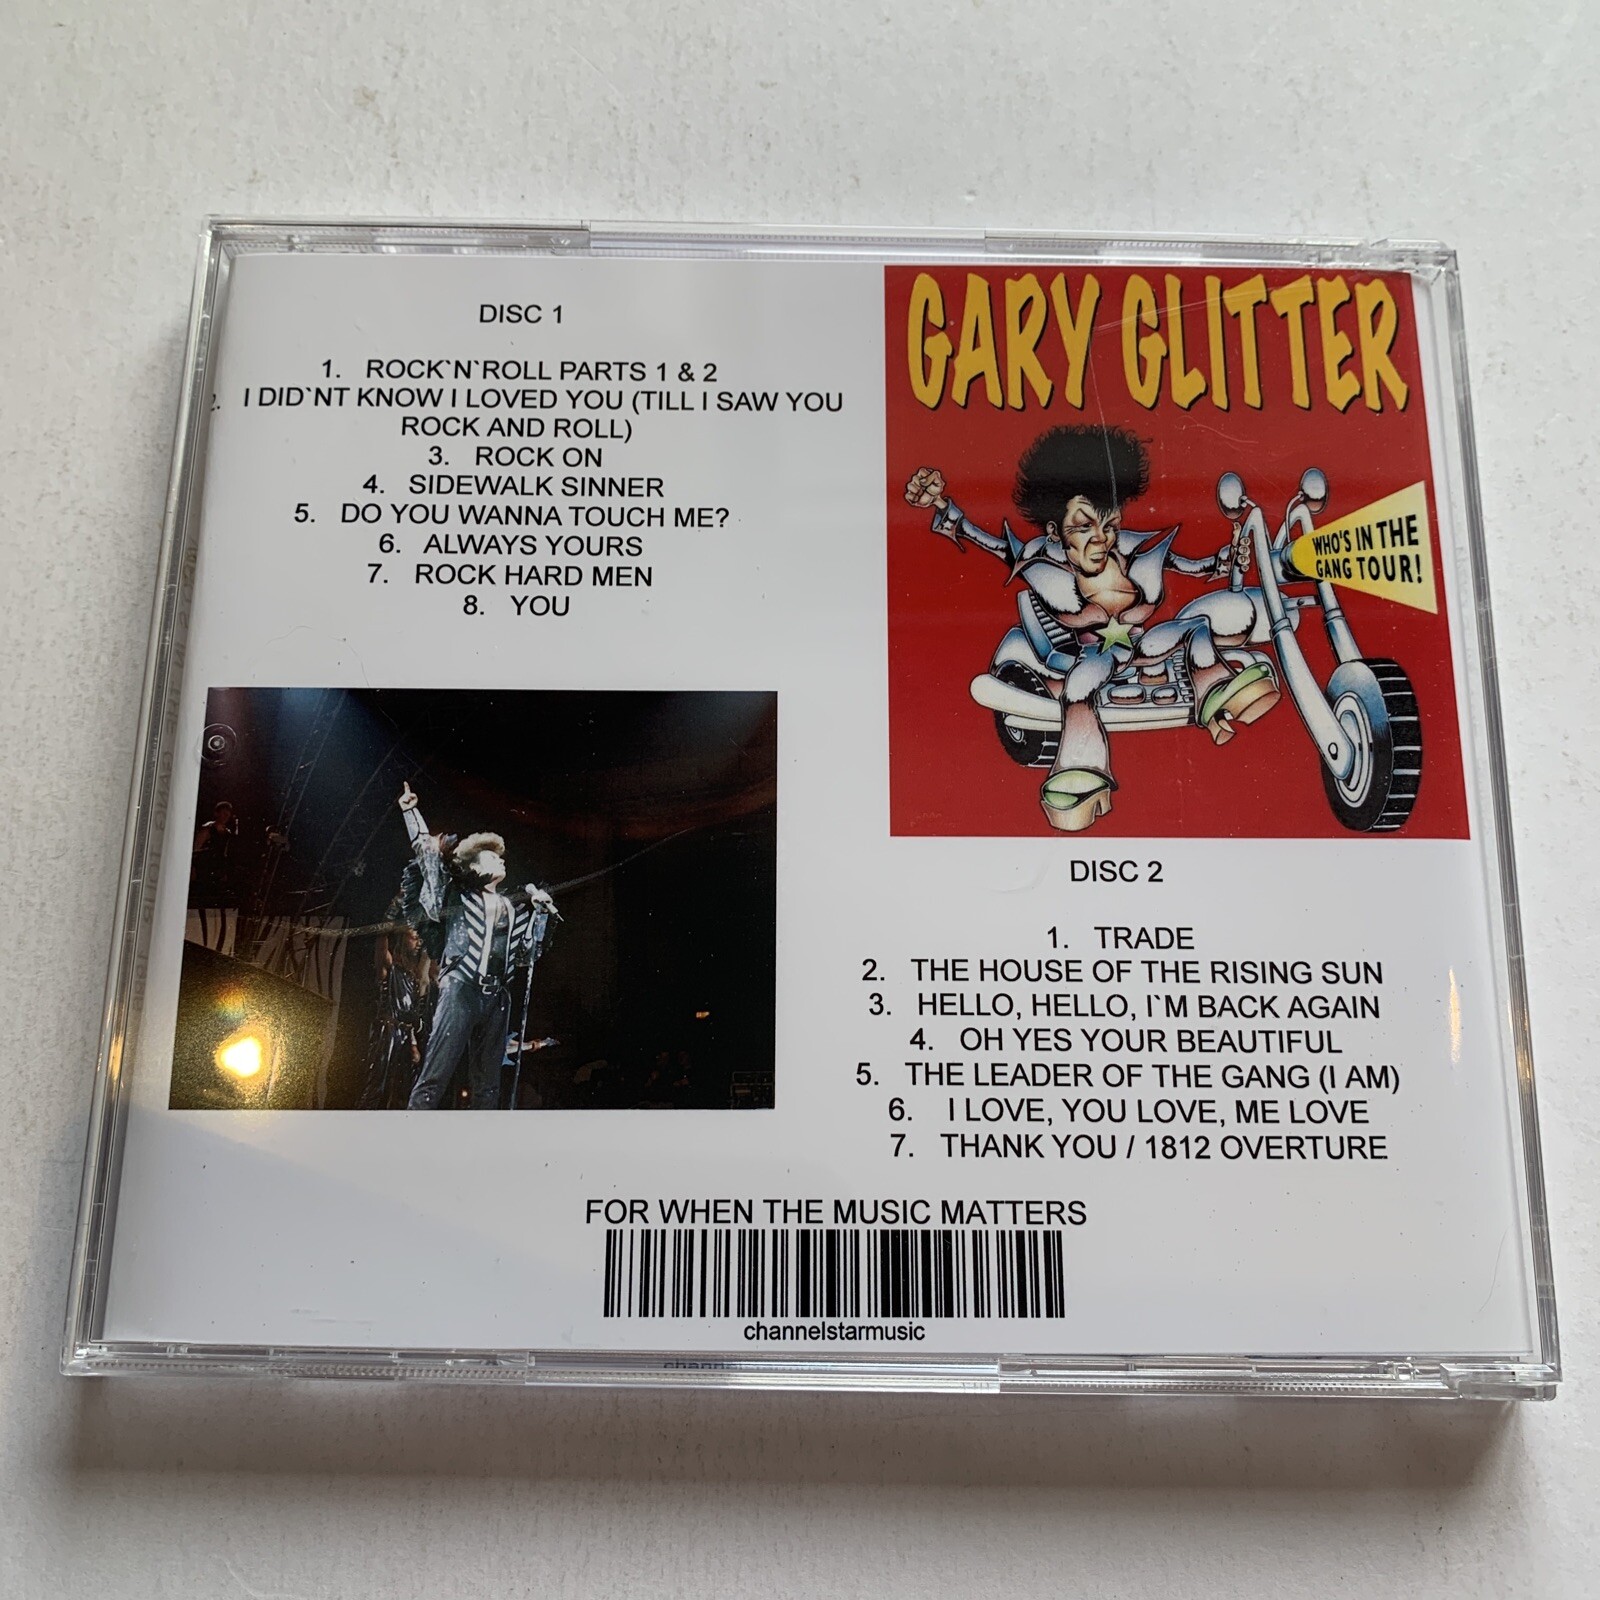 DISC 1
1. ROCK`N`ROLL PARTS 1 & 2
2. I DID`NT KNOW I LOVED YOU (TILL I SAW YOU
ROCK AND ROLL)
3. ROCK ON
4. SIDEWALK SINNER
5. DO YOU WANNA TOUCH ME?
6. ALWAYS YOURS
7. ROCK HARD MEN
8. YOU
GARY GLITTER
WHO'S IN THE
GANG TOUR!
DISC 2
1. TRADE
2. THE HOUSE OF THE RISING SUN
3. HELLO, HELLO, I`M BACK AGAIN
4. OH YES YOUR BEAUTIFUL
5. THE LEADER OF THE GANG (I AM)
6. I LOVE, YOU LOVE, ME LOVE
7. THANK YOU / 1812 OVERTURE
FOR WHEN THE MUSIC MATTERS
channelstarmusic